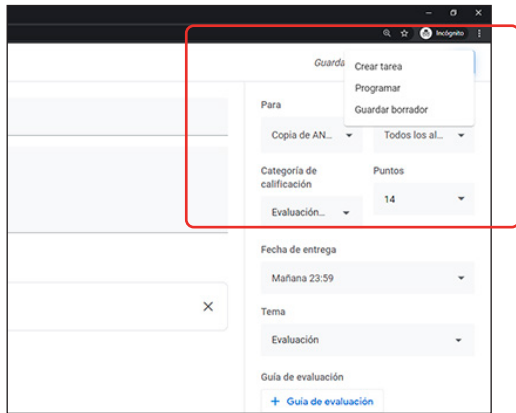 Incógnito
Guarda
Crear tarea
Programar
Guardar borrador
Para
Copia de AN...
Todos los al...
Categoría de
calificación
Puntos
Evaluación...
14
Fecha de entrega
Mañana 23:59
Tema
Evaluación
Guía de evaluación
+ Guía de evaluación